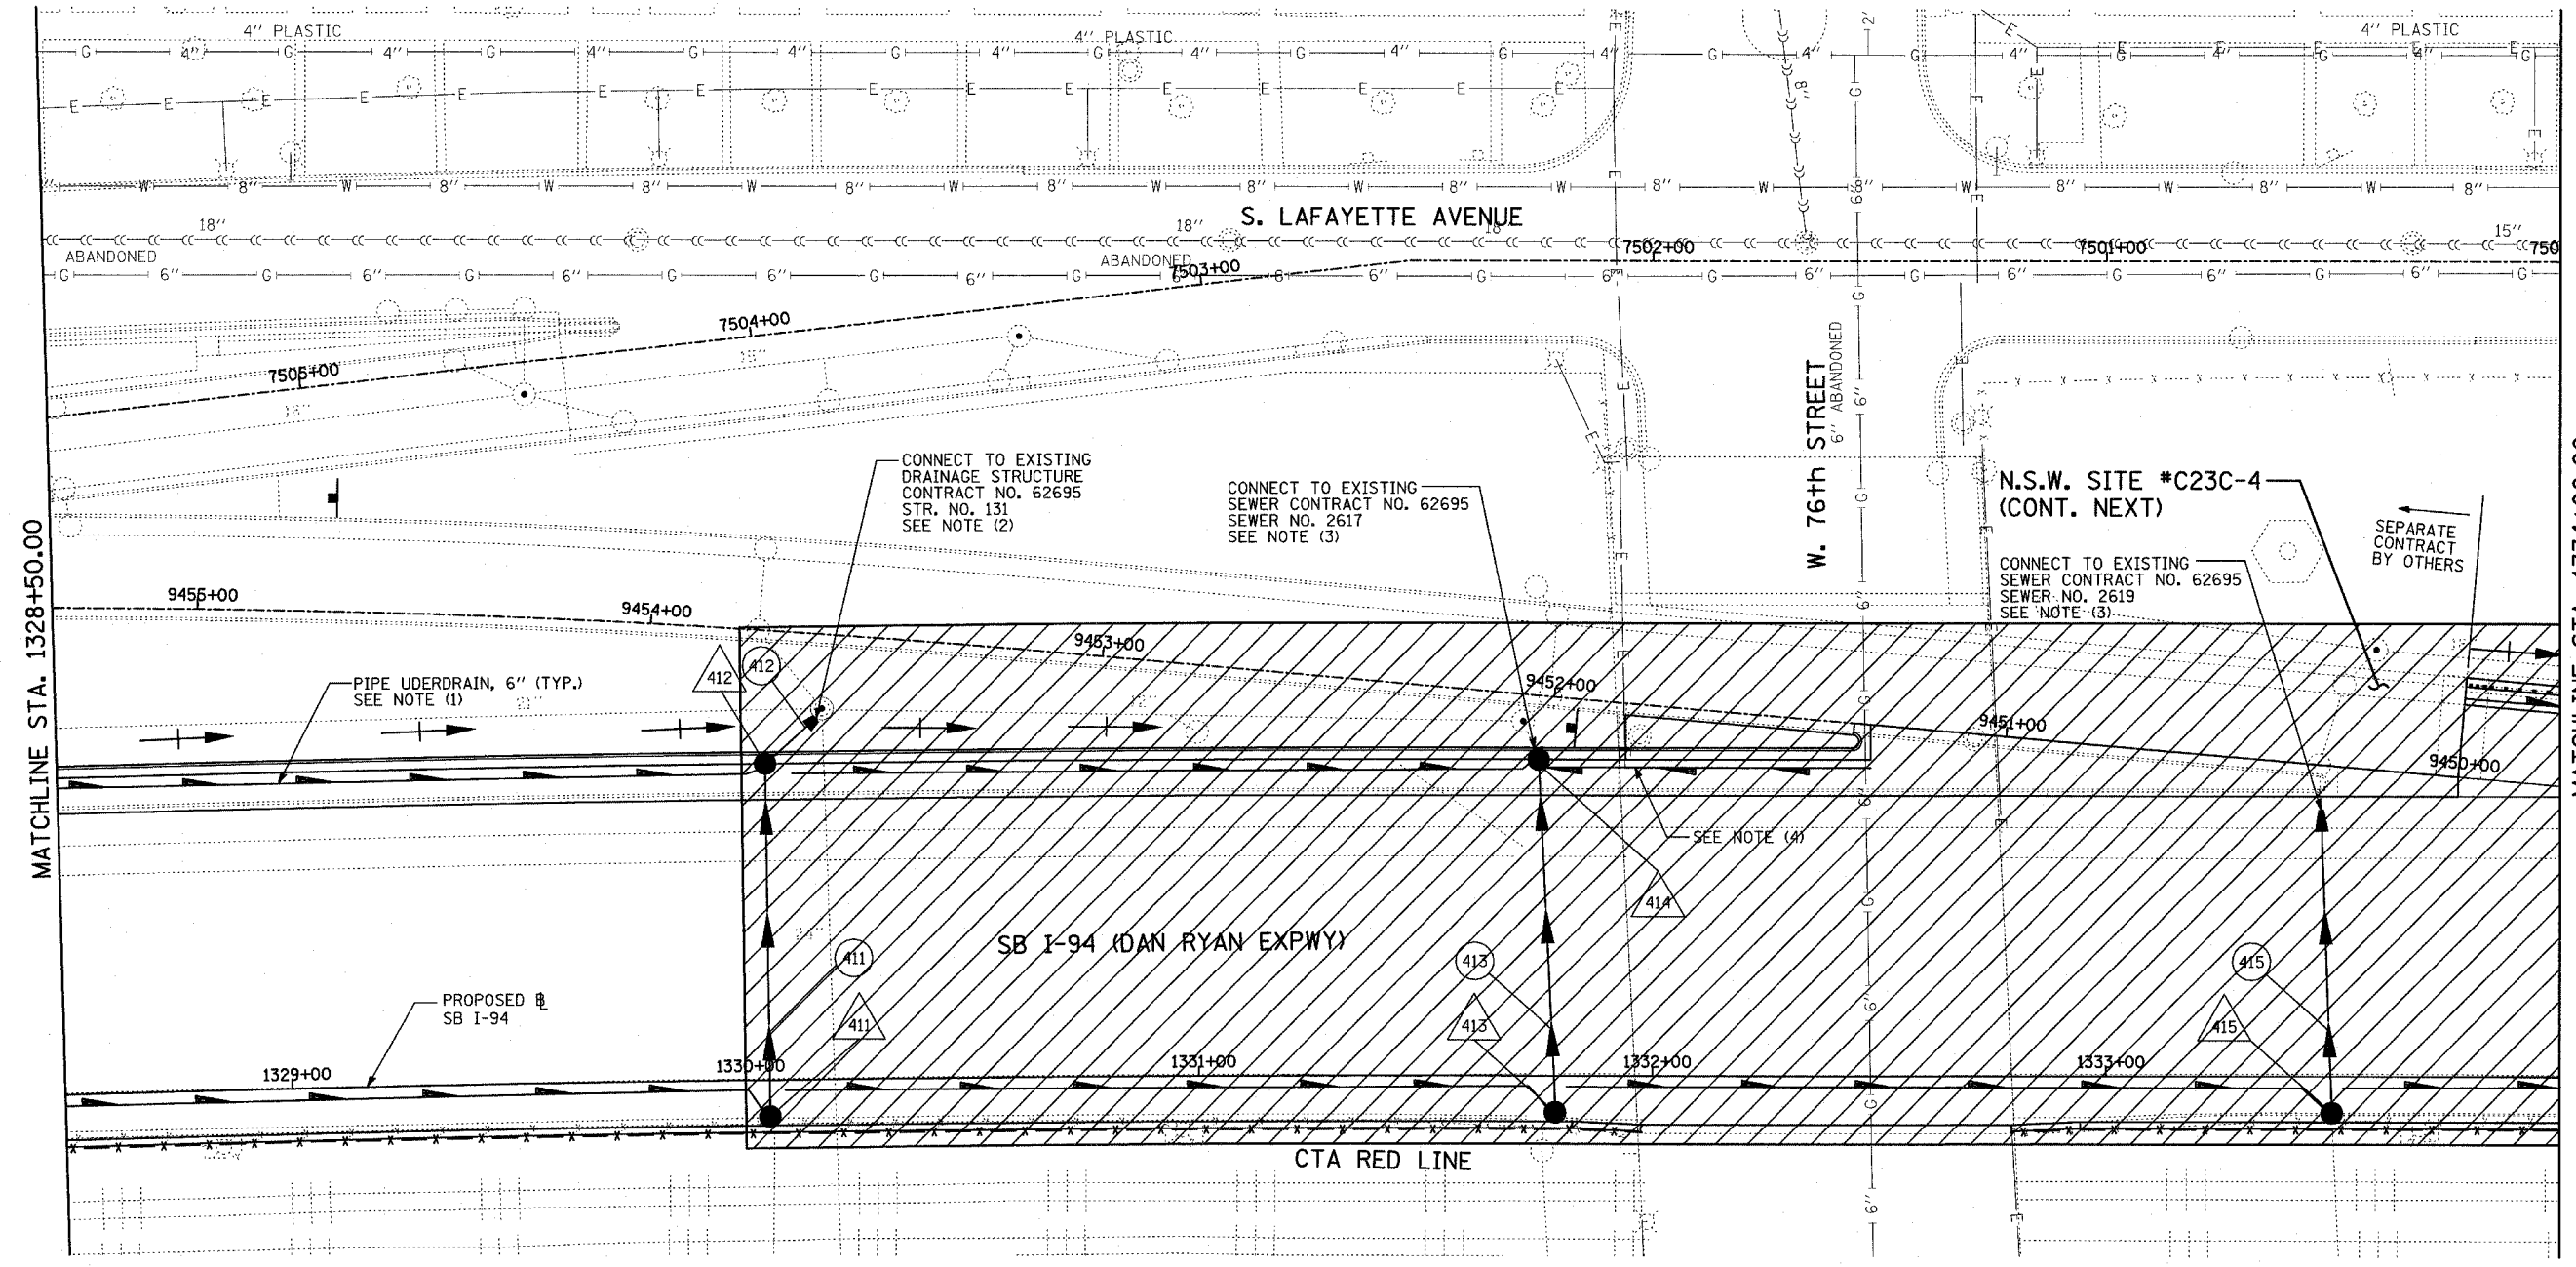 4" PLASTIC
4" PLASTIC
4" PLASTIC
S. LAFAYETTE AVENUE
18"
18"
18"
15"
ABANDONED
ABANDONED
7505+00
7504+00
7503+00
7502+00
7501+00
W. 76th STREET
6" ABANDONED
CONNECT TO EXISTING
DRAINAGE STRUCTURE
CONTRACT NO. 62695
STR. NO. 131
SEE NOTE (2)
CONNECT TO EXISTING
SEWER CONTRACT NO. 62695
SEWER NO. 2617
SEE NOTE (3)
N.S.W. SITE #C23C-4
(CONT. NEXT)
SEPARATE
CONTRACT
BY OTHERS
CONNECT TO EXISTING
SEWER CONTRACT NO. 62695
SEWER NO. 2619
SEE NOTE (3)
MATCHLINE STA. 1328+50.00
9455+00
9454+00
9453+00
9452+00
9451+00
9450+00
412
412
PIPE UDERDRAIN, 6" (TYP.)
SEE NOTE (1)
SEE NOTE (4)
414
SB I-94 (DAN RYAN EXPWY)
411
411
413
413
415
415
PROPOSED ℄
SB I-94
1329+00
1330+00
1331+00
1332+00
1333+00
CTA RED LINE